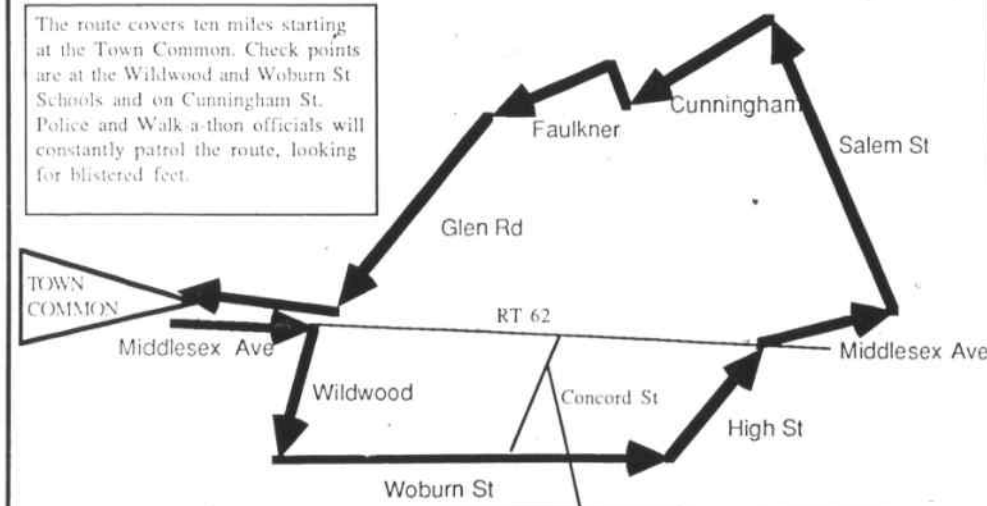 The route covers ten miles starting
at the Town Common. Check points
are at the Wildwood and Woburn St
Schools and on Cunningham St.
Police and Walk-a-thon officials will
constantly patrol the route, looking
for blistered feet.
Cunningham
Faulkner
Salem St
Glen Rd
TOWN
COMMON
RT 62
Middlesex Ave
Middlesex Ave
Wildwood
Concord St
High St
Woburn St